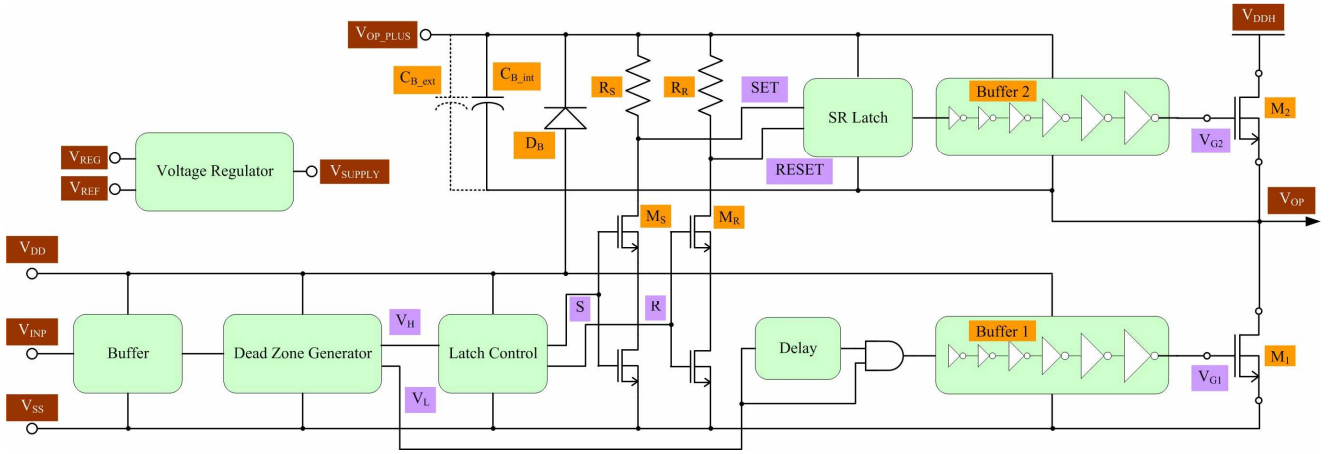 V_OP_PLUS
V_DDH
C_B_ext
C_B_int
R_S
R_R
SET
Buffer 2
SR Latch
M_2
V_G2
D_B
RESET
V_REG
Voltage Regulator
V_SUPPLY
V_REF
V_OP
M_S
M_R
V_DD
S
R
V_INP
V_H
Buffer 1
Buffer
Dead Zone Generator
Latch Control
Delay
M_1
V_G1
V_L
V_SS